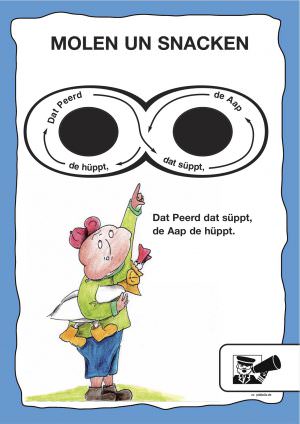 MOLEN UN SNACKEN
Dat Peerd
de Aap
de hüppt,
dat süppt,
Dat Peerd dat süppt,
de Aap de hüppt.